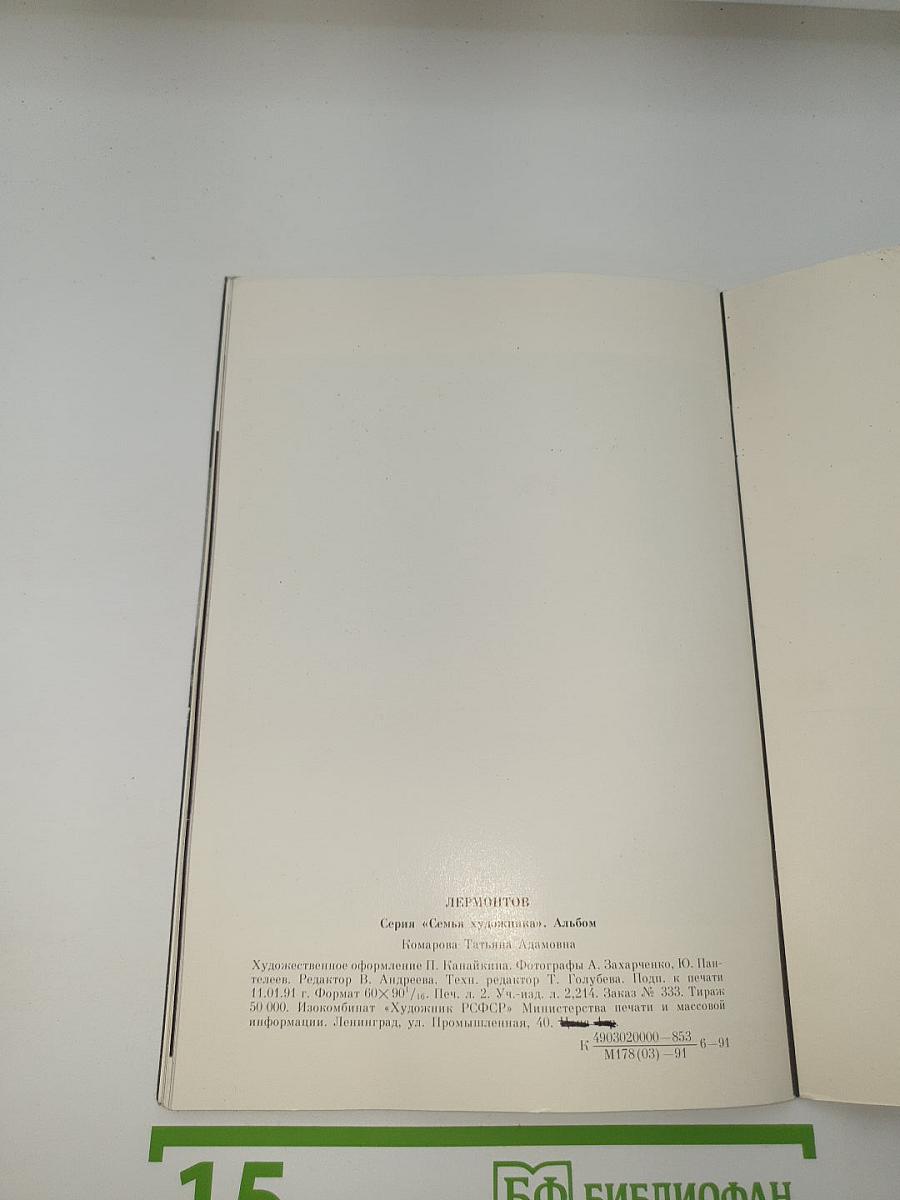 ЛЕРМОНТОВ
Серия «Семья художника». Альбом
Комарова Татьяна Адамовна
Художественное оформление П. Канайкина. Фотографы А. Захарченко, Ю. Пан-
телеев. Редактор В. Андреева. Техн. редактор Т. Голубева. Подп. к печати
11.01.91 г. Формат 60×90¹/₁₆. Печ. л. 2. Уч.-изд. л. 2,214. Заказ № 333. Тираж
50 000. Изокомбинат «Художник РСФСР» Министерства печати и массовой
информации. Ленинград, ул. Промышленная, 40.
4903020000—853
К 6—91
М178(03)—91
15
БФ БИБЛИОФАН